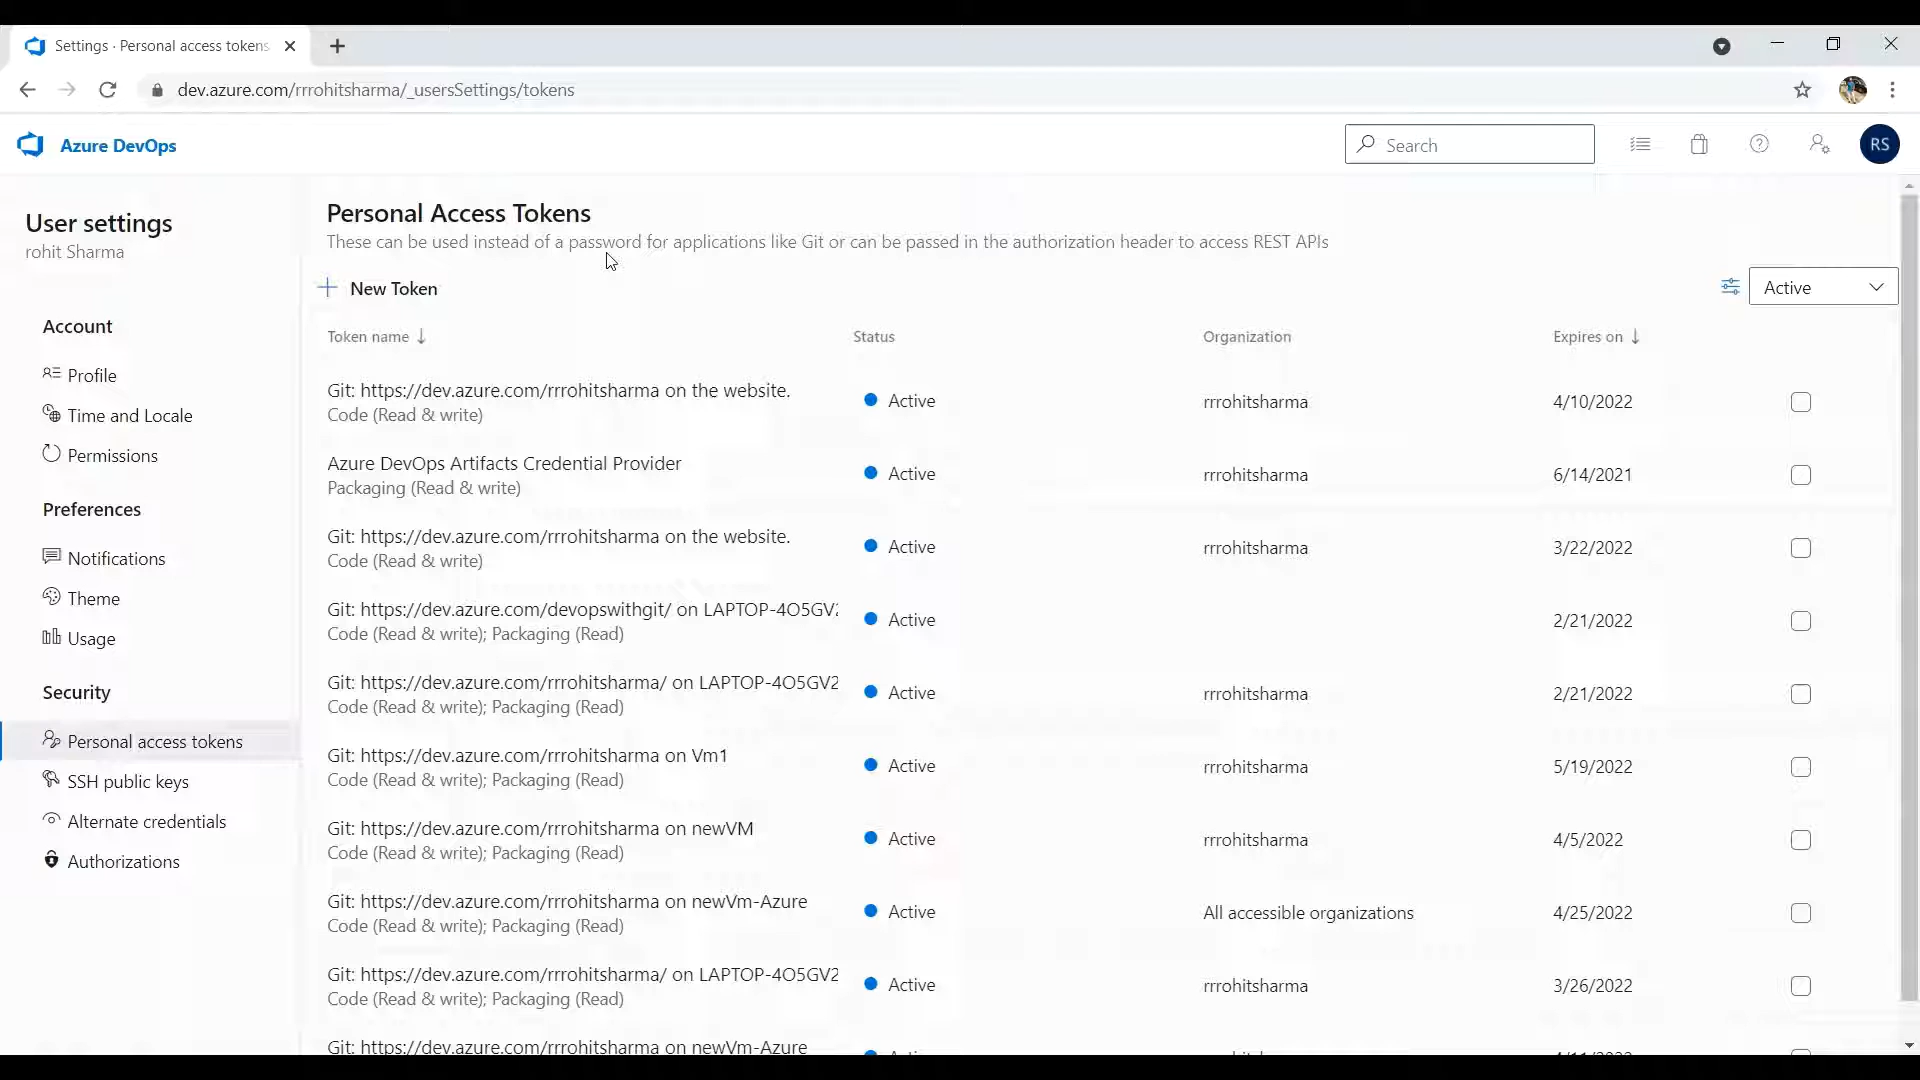 Settings · Personal access tokens
dev.azure.com/rrrohitsharma/_usersSettings/tokens
Azure DevOps
Search
RS
User settings
rohit Sharma
Account
Profile
Time and Locale
Permissions
Preferences
Notifications
Theme
Usage
Security
Personal access tokens
SSH public keys
Alternate credentials
Authorizations
Personal Access Tokens
These can be used instead of a password for applications like Git or can be passed in the authorization header to access REST APIs
New Token
Active
Token name Status Organization Expires on
Git: https://dev.azure.com/rrrohitsharma on the website. Active rrrohitsharma 4/10/2022
Code (Read & write)
Azure DevOps Artifacts Credential Provider Active rrrohitsharma 6/14/2021
Packaging (Read & write)
Git: https://dev.azure.com/rrrohitsharma on the website. Active rrrohitsharma 3/22/2022
Code (Read & write)
Git: https://dev.azure.com/devopswithgit/ on LAPTOP-4O5GV2 Active 2/21/2022
Code (Read & write); Packaging (Read)
Git: https://dev.azure.com/rrrohitsharma/ on LAPTOP-4O5GV2 Active rrrohitsharma 2/21/2022
Code (Read & write); Packaging (Read)
Git: https://dev.azure.com/rrrohitsharma on Vm1 Active rrrohitsharma 5/19/2022
Code (Read & write); Packaging (Read)
Git: https://dev.azure.com/rrrohitsharma on newVM Active rrrohitsharma 4/5/2022
Code (Read & write); Packaging (Read)
Git: https://dev.azure.com/rrrohitsharma on newVm-Azure Active All accessible organizations 4/25/2022
Code (Read & write); Packaging (Read)
Git: https://dev.azure.com/rrrohitsharma/ on LAPTOP-4O5GV2 Active rrrohitsharma 3/26/2022
Code (Read & write); Packaging (Read)
Git: https://dev.azure.com/rrrohitsharma on newVm-Azure